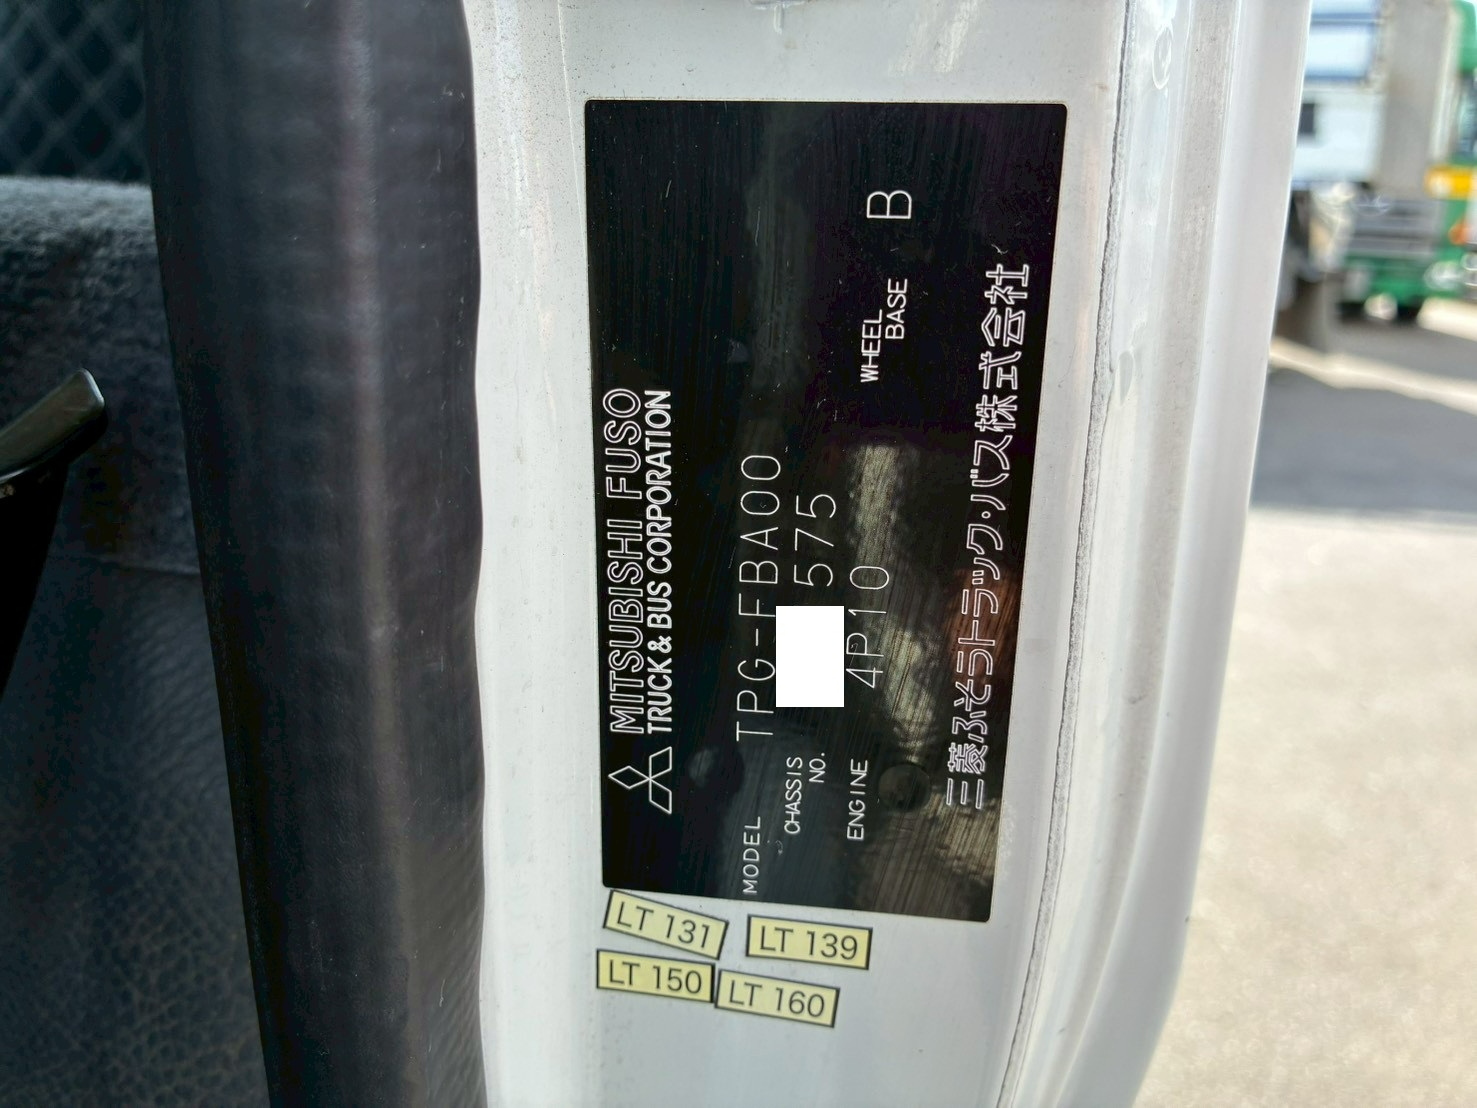 MITSUBISHI FUSO
TRUCK & BUS CORPORATION
MODEL TPG-FBA00
CHASSIS NO. 575
ENGINE 4P10
WHEEL BASE B
三菱ふそうトラック・バス株式会社
LT 131
LT 139
LT 150
LT 160